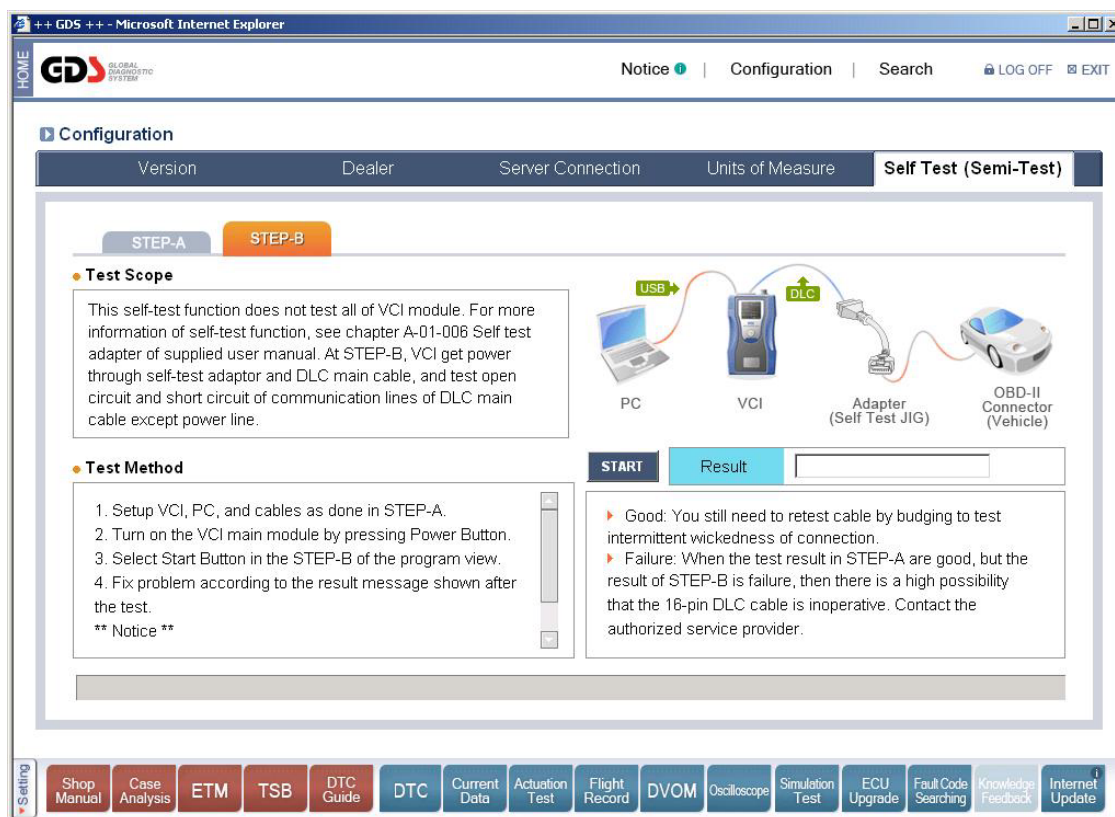 ++ GDS ++ - Microsoft Internet Explorer
HOME
GDS GLOBAL DIAGNOSTIC SYSTEM
Notice | Configuration | Search LOG OFF EXIT
Configuration
Version Dealer Server Connection Units of Measure Self Test (Semi-Test)
STEP-A STEP-B
Test Scope
This self-test function does not test all of VCI module. For more
information of self-test function, see chapter A-01-006 Self test
adapter of supplied user manual. At STEP-B, VCI get power
through self-test adaptor and DLC main cable, and test open
circuit and short circuit of communication lines of DLC main
cable except power line.
USB DLC
PC VCI Adapter
(Self Test JIG)
OBD-II
Connector
(Vehicle)
Test Method
1. Setup VCI, PC, and cables as done in STEP-A.
2. Turn on the VCI main module by pressing Power Button.
3. Select Start Button in the STEP-B of the program view.
4. Fix problem according to the result message shown after
the test.
** Notice **
START Result
Good: You still need to retest cable by budging to test
intermittent wickedness of connection.
Failure: When the test result in STEP-A are good, but the
result of STEP-B is failure, then there is a high possibility
that the 16-pin DLC cable is inoperative. Contact the
authorized service provider.
Setting
Shop Manual
Case Analysis
ETM
TSB
DTC Guide
DTC
Current Data
Actuation Test
Flight Record
DVOM
Oscilloscope
Simulation Test
ECU Upgrade
Fault Code Searching
Knowledge Feedback
Internet Update